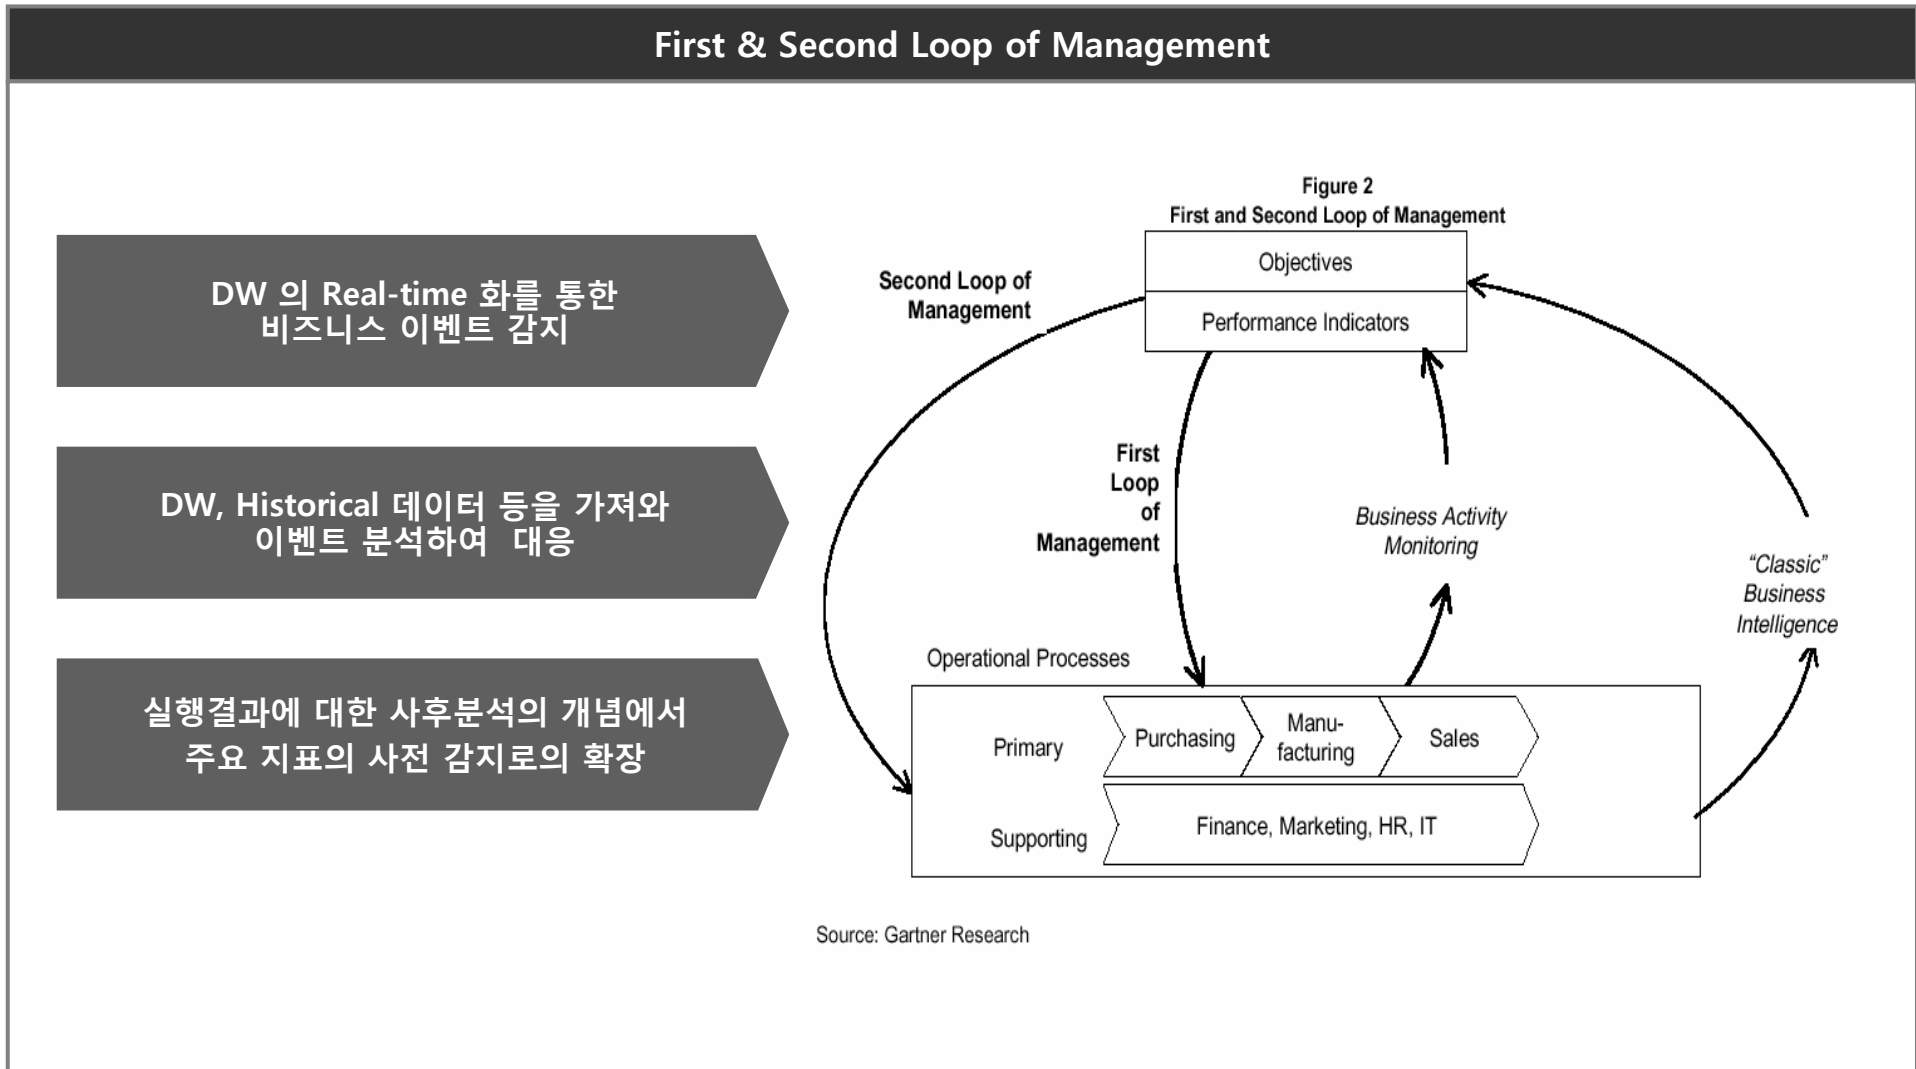 First & Second Loop of Management
DW 의 Real-time 화를 통한
비즈니스 이벤트 감지
DW, Historical 데이터 등을 가져와
이벤트 분석하여 대응
실행결과에 대한 사후분석의 개념에서
주요 지표의 사전 감지로의 확장
Figure 2
First and Second Loop of Management
Objectives
Performance Indicators
Second Loop of
Management
First
Loop
of
Management
Business Activity
Monitoring
“Classic”
Business
Intelligence
Operational Processes
Primary
Purchasing
Manu-
facturing
Sales
Supporting
Finance, Marketing, HR, IT
Source: Gartner Research